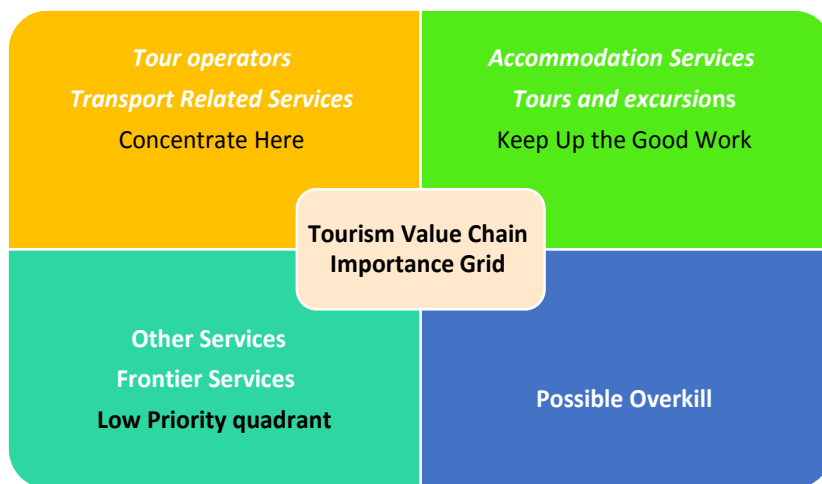 Tour operators
Transport Related Services
Concentrate Here
Accommodation Services
Tours and excursions
Keep Up the Good Work
Tourism Value Chain
Importance Grid
Other Services
Frontier Services
Low Priority quadrant
Possible Overkill